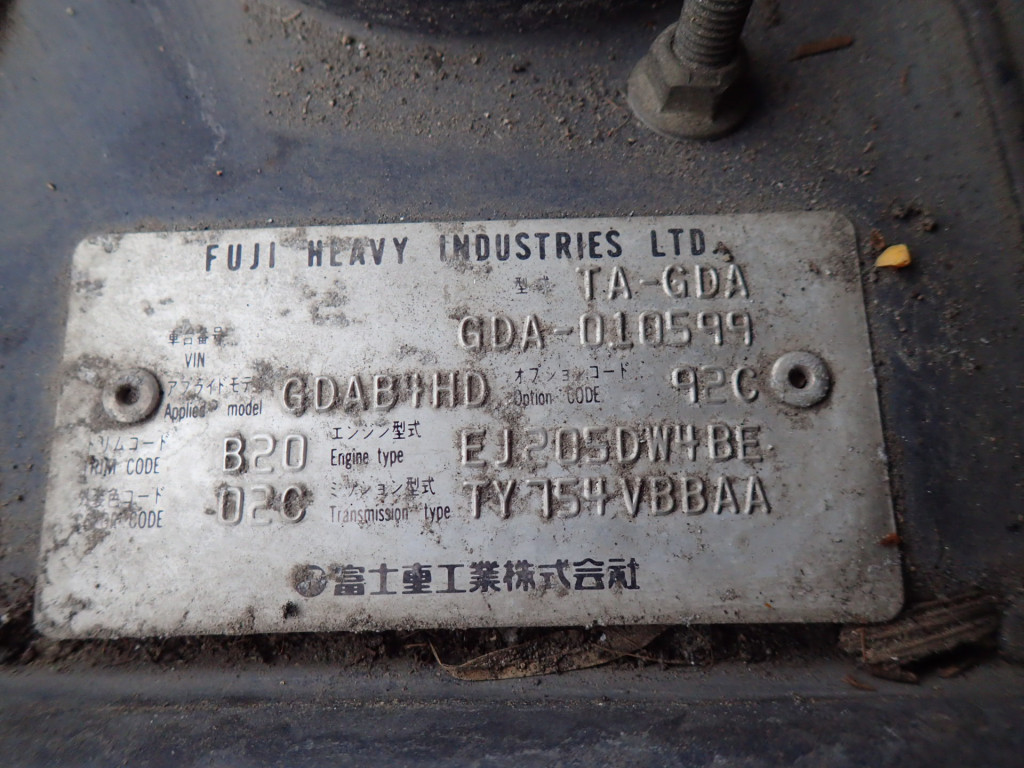 FUJI HEAVY INDUSTRIES LTD.
型 TA-GDA
車台番号 GDA-010599
VIN
アプライドモデル GDAB4HD オプションコード 92C
Applied model Option CODE
トリムコード B20 エンジン型式 EJ205DW4BE
TRIM CODE Engine type
外装色コード 02C ミッション型式 TY754VBBAA
COLOR CODE Transmission type
富士重工業株式会社